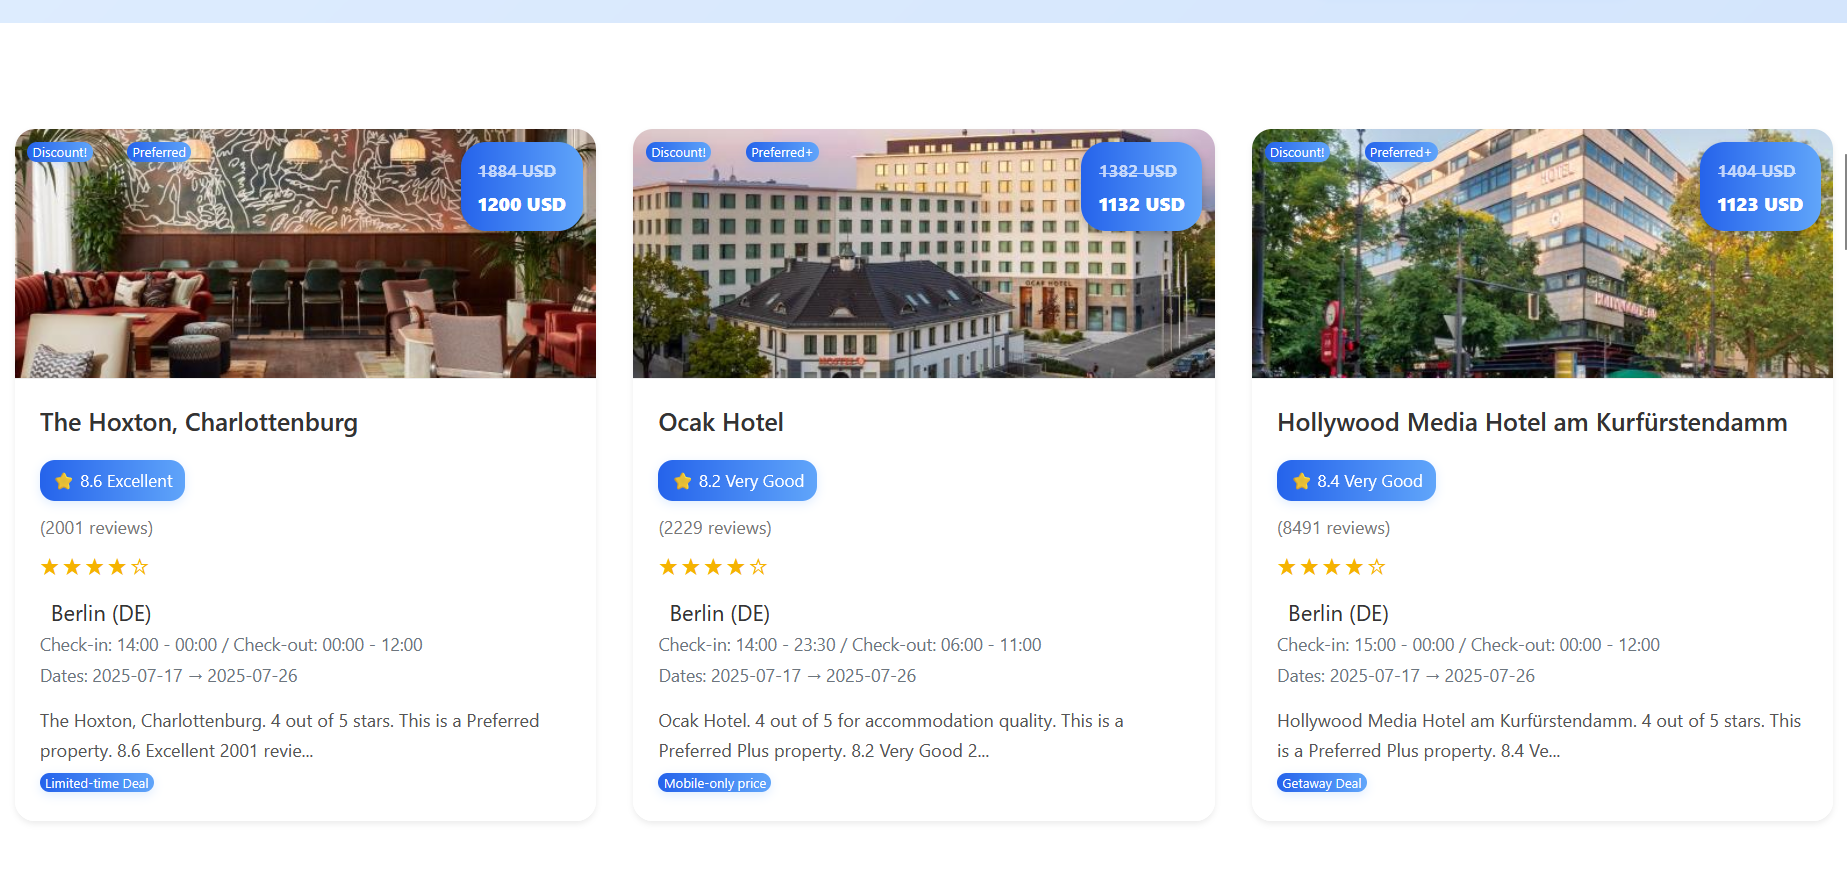 Discount!
Preferred
1884 USD
1200 USD
The Hoxton, Charlottenburg
8.6 Excellent
(2001 reviews)
★★★★☆
Berlin (DE)
Check-in: 14:00 - 00:00 / Check-out: 00:00 - 12:00
Dates: 2025-07-17 → 2025-07-26
The Hoxton, Charlottenburg. 4 out of 5 stars. This is a Preferred
property. 8.6 Excellent 2001 revie...
Limited-time Deal
Discount!
Preferred+
1382 USD
1132 USD
OCAK HOTEL
HOSTEL
Ocak Hotel
8.2 Very Good
(2229 reviews)
★★★★☆
Berlin (DE)
Check-in: 14:00 - 23:30 / Check-out: 06:00 - 11:00
Dates: 2025-07-17 → 2025-07-26
Ocak Hotel. 4 out of 5 for accommodation quality. This is a
Preferred Plus property. 8.2 Very Good 2...
Mobile-only price
Discount!
Preferred+
1404 USD
1123 USD
HOTEL
Hollywood Media Hotel am Kurfürstendamm
8.4 Very Good
(8491 reviews)
★★★★☆
Berlin (DE)
Check-in: 15:00 - 00:00 / Check-out: 00:00 - 12:00
Dates: 2025-07-17 → 2025-07-26
Hollywood Media Hotel am Kurfürstendamm. 4 out of 5 stars. This
is a Preferred Plus property. 8.4 Ve...
Getaway Deal